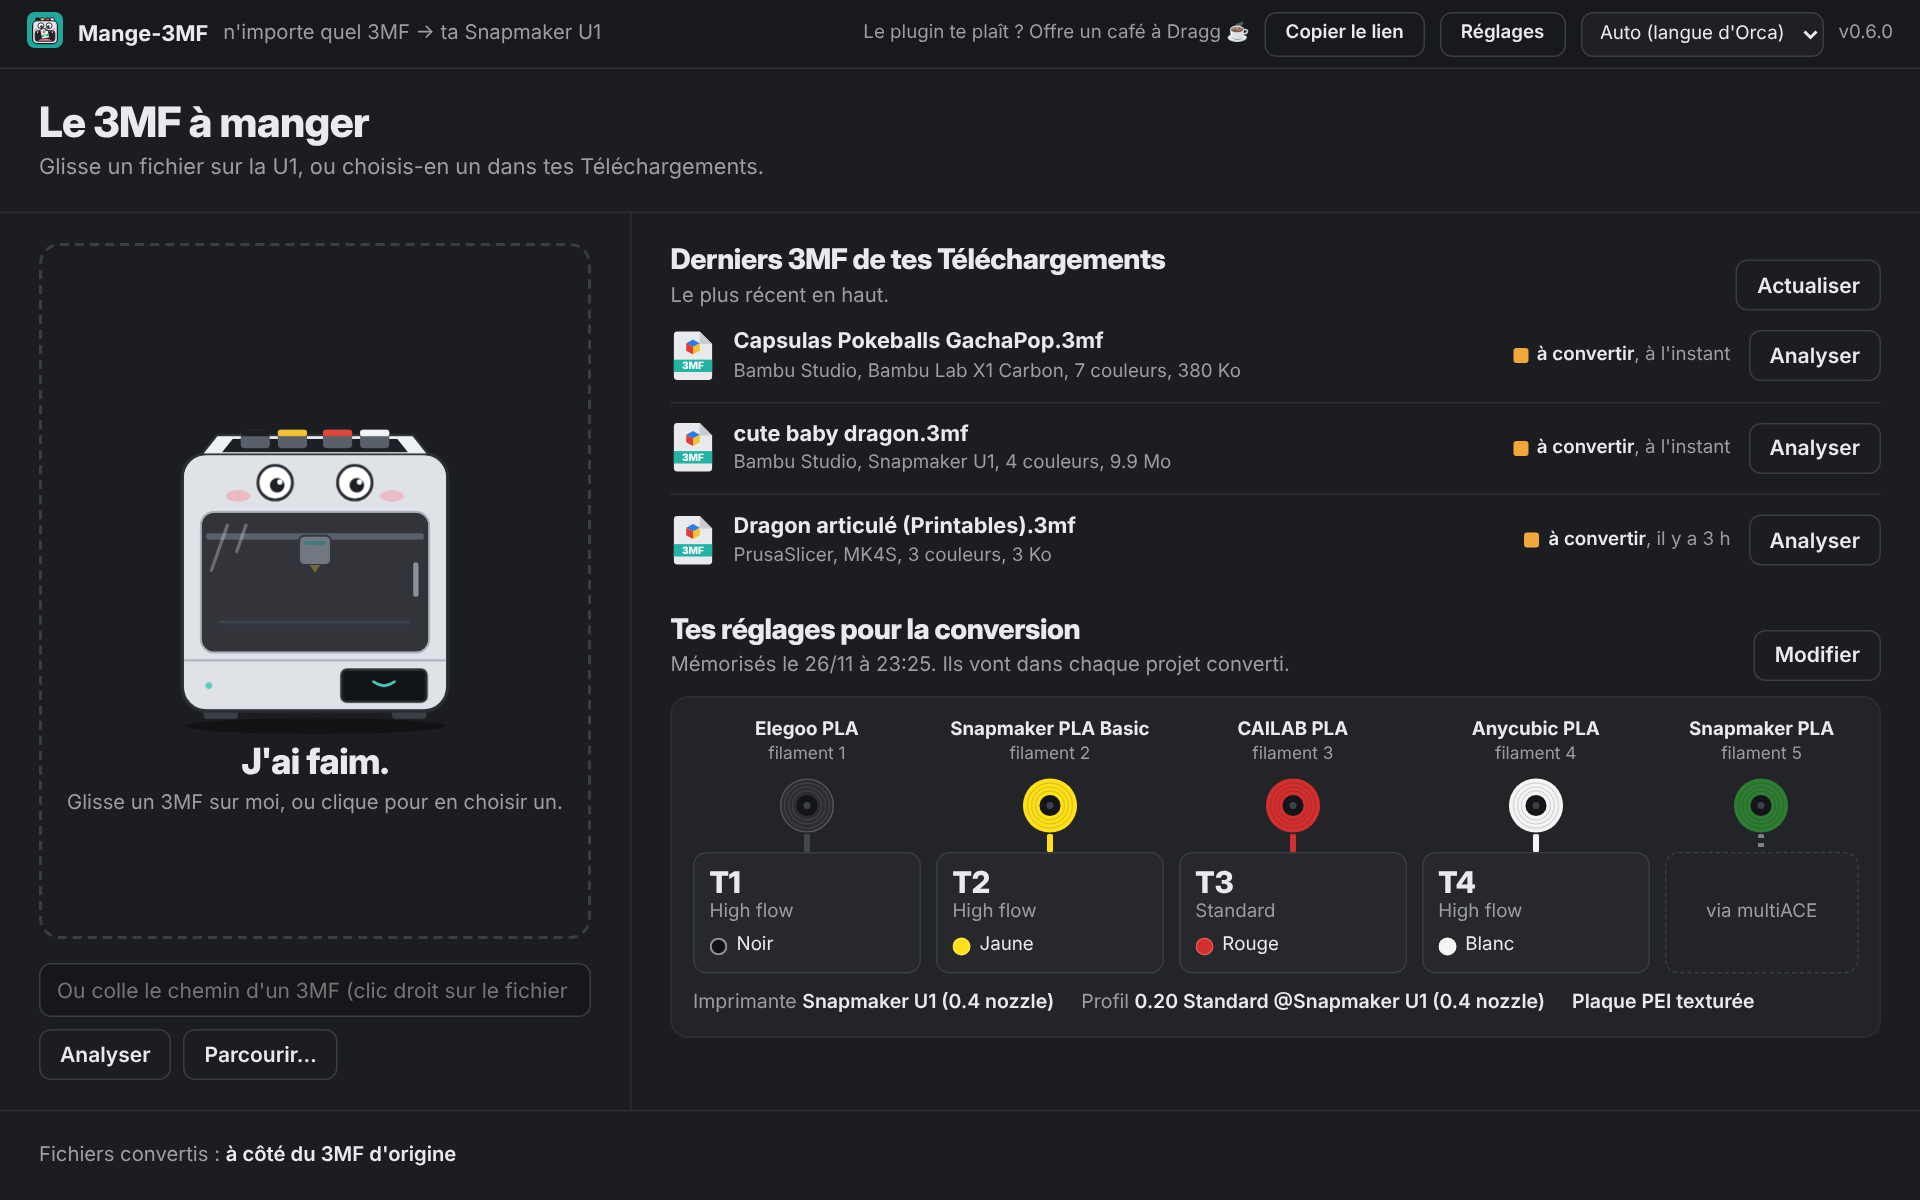 Mange-3MF n'importe quel 3MF → ta Snapmaker U1
Le plugin te plaît ? Offre un café à Dragg ☕ Copier le lien Réglages Auto (langue d'Orca) v0.6.0
Le 3MF à manger
Glisse un fichier sur la U1, ou choisis-en un dans tes Téléchargements.
J'ai faim.
Glisse un 3MF sur moi, ou clique pour en choisir un.
Ou colle le chemin d'un 3MF (clic droit sur le fichier
Analyser Parcourir...
Derniers 3MF de tes Téléchargements
Le plus récent en haut.
Actualiser
3MF
Capsulas Pokeballs GachaPop.3mf
Bambu Studio, Bambu Lab X1 Carbon, 7 couleurs, 380 Ko
à convertir, à l'instant
Analyser
3MF
cute baby dragon.3mf
Bambu Studio, Snapmaker U1, 4 couleurs, 9.9 Mo
à convertir, à l'instant
Analyser
3MF
Dragon articulé (Printables).3mf
PrusaSlicer, MK4S, 3 couleurs, 3 Ko
à convertir, il y a 3 h
Analyser
Tes réglages pour la conversion
Mémorisés le 26/11 à 23:25. Ils vont dans chaque projet converti.
Modifier
Elegoo PLA
filament 1
T1
High flow
Noir
Snapmaker PLA Basic
filament 2
T2
High flow
Jaune
CAILAB PLA
filament 3
T3
Standard
Rouge
Anycubic PLA
filament 4
T4
High flow
Blanc
Snapmaker PLA
filament 5
via multiACE
Imprimante Snapmaker U1 (0.4 nozzle) Profil 0.20 Standard @Snapmaker U1 (0.4 nozzle) Plaque PEI texturée
Fichiers convertis : à côté du 3MF d'origine